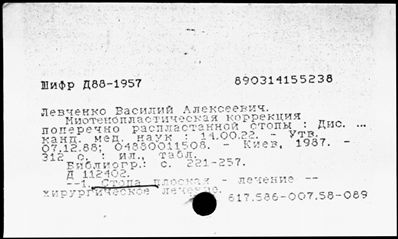 Шифр Д88-1957 890314155238
Левченко Василий Алексеевич.
Миотенопластическая коррекция
поперечно распластанной стопы : Дис. ...
канд. мед. наук : 14.00.22. - Утв.
07.12.88; 04880011508. - Киев, 1987. -
312 с. : ил., табл.
Библиогр.: с. 221-257.
Д 112402.
--1. Стопа плоская - лечение --
хирургическое лечение.
617.586-007.58-089